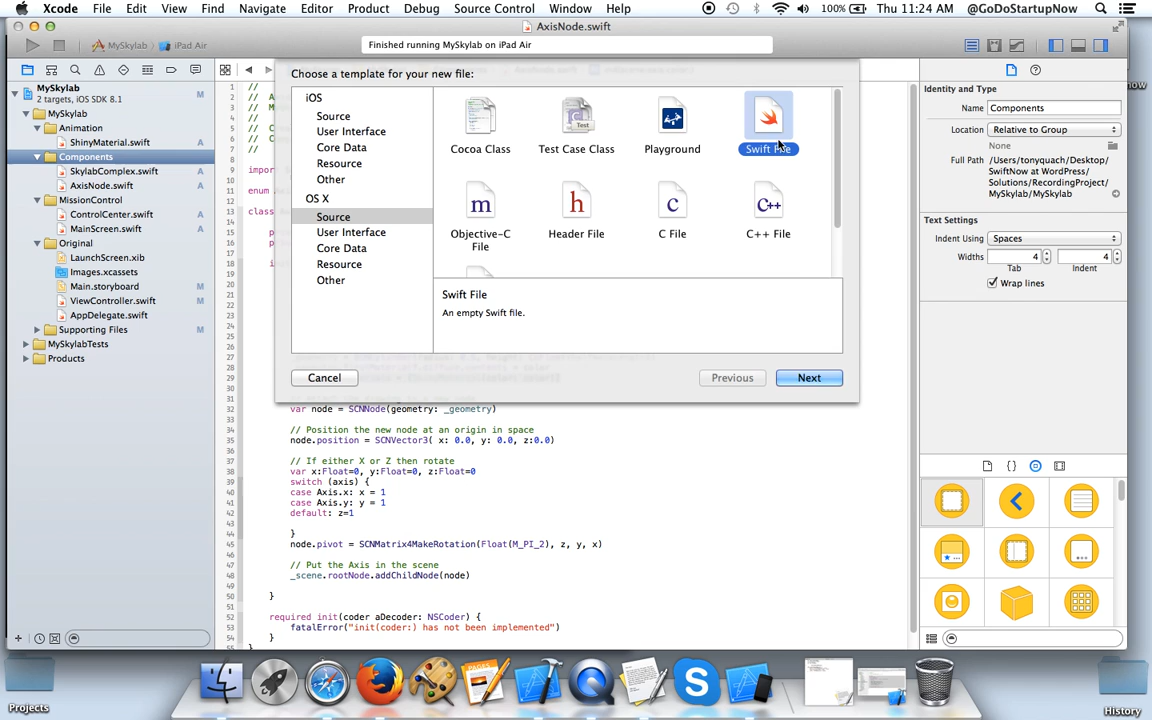 Xcode File Edit View Find Navigate Editor Product Debug Source Control Window Help 100% Thu 11:24 AM @GoDoStartupNow
AxisNode.swift
MySkylab iPad Air
Finished running MySkylab on iPad Air
MySkylab
2 targets, iOS SDK 8.1
M
MySkylab
Animation
ShinyMaterial.swift A
Components
SkylabComplex.swift A
AxisNode.swift A
MissionControl
ControlCenter.swift A
MainScreen.swift A
Original
LaunchScreen.xib
Images.xcassets
Main.storyboard M
ViewController.swift M
AppDelegate.swift
Supporting Files M
MySkylabTests
Products
Choose a template for your new file:
iOS
Source
User Interface
Core Data
Resource
Other
OS X
Source
User Interface
Core Data
Resource
Other
Cocoa Class
Test Case Class
Test
Playground
Swift File
m
Objective-C
File
h
Header File
c
C File
C++
C++ File
Swift File
An empty Swift file.
Cancel
Previous
Next
var node = SCNNode(geometry: _geometry)
// Position the new node at an origin in space
node.position = SCNVector3( x: 0.0, y: 0.0, z:0.0)
// If either X or Z then rotate
var x:Float=0, y:Float=0, z:Float=0
switch (axis) {
case Axis.x: x = 1
case Axis.y: y = 1
default: z=1
}
node.pivot = SCNMatrix4MakeRotation(Float(M_PI_2), z, y, x)
// Put the Axis in the scene
_scene.rootNode.addChildNode(node)
}
required init(coder aDecoder: NSCoder) {
fatalError("init(coder:) has not been implemented")
}
Identity and Type
Name Components
Location Relative to Group
None
Full Path /Users/tonyquach/Desktop/
SwiftNow at WordPress/
Solutions/RecordingProject/
MySkylab/MySkylab
Text Settings
Indent Using Spaces
Widths 4 4
Tab Indent
Wrap lines
PAGES
Projects
History